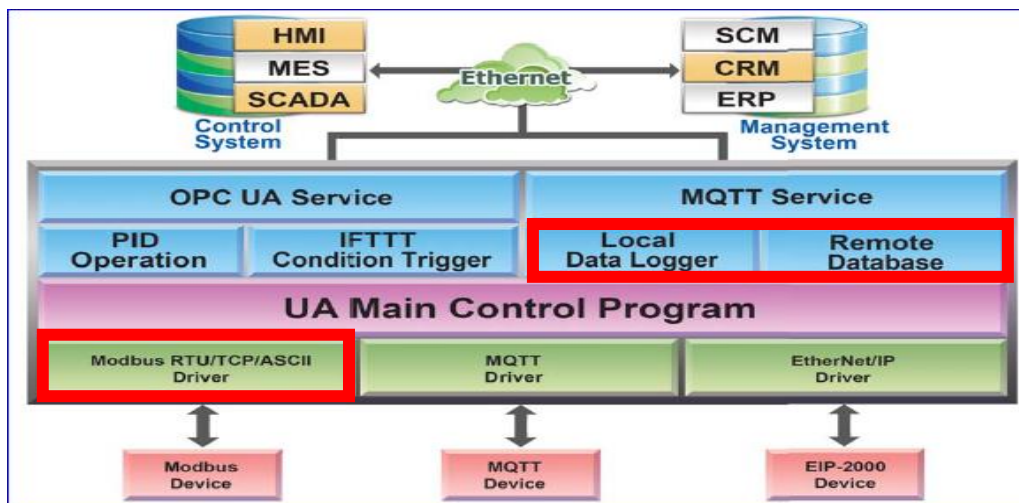 HMI
MES
SCADA
Control
System
Ethernet
SCM
CRM
ERP
Management
System
OPC UA Service
MQTT Service
PID
Operation
IFTTT
Condition Trigger
Local
Data Logger
Remote
Database
UA Main Control Program
Modbus RTU/TCP/ASCII
Driver
MQTT
Driver
EtherNet/IP
Driver
Modbus
Device
MQTT
Device
EIP-2000
Device